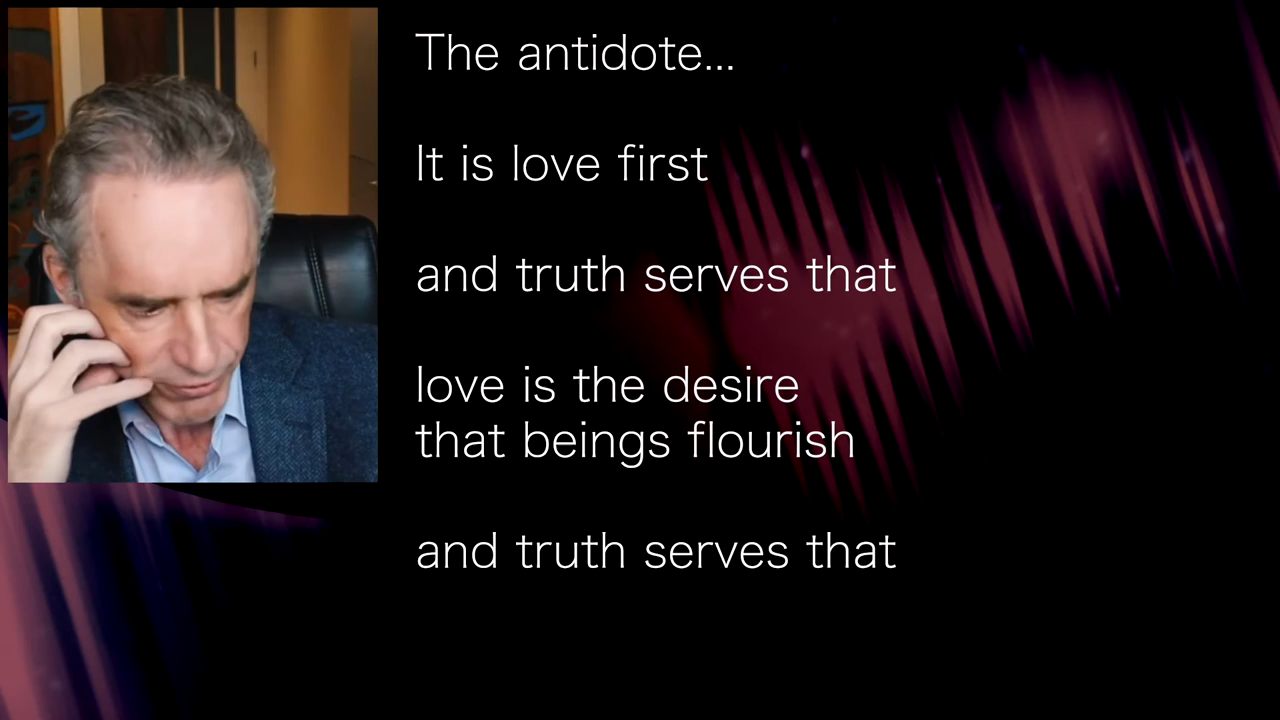 The antidote...
It is love first
and truth serves that
love is the desire
that beings flourish
and truth serves that